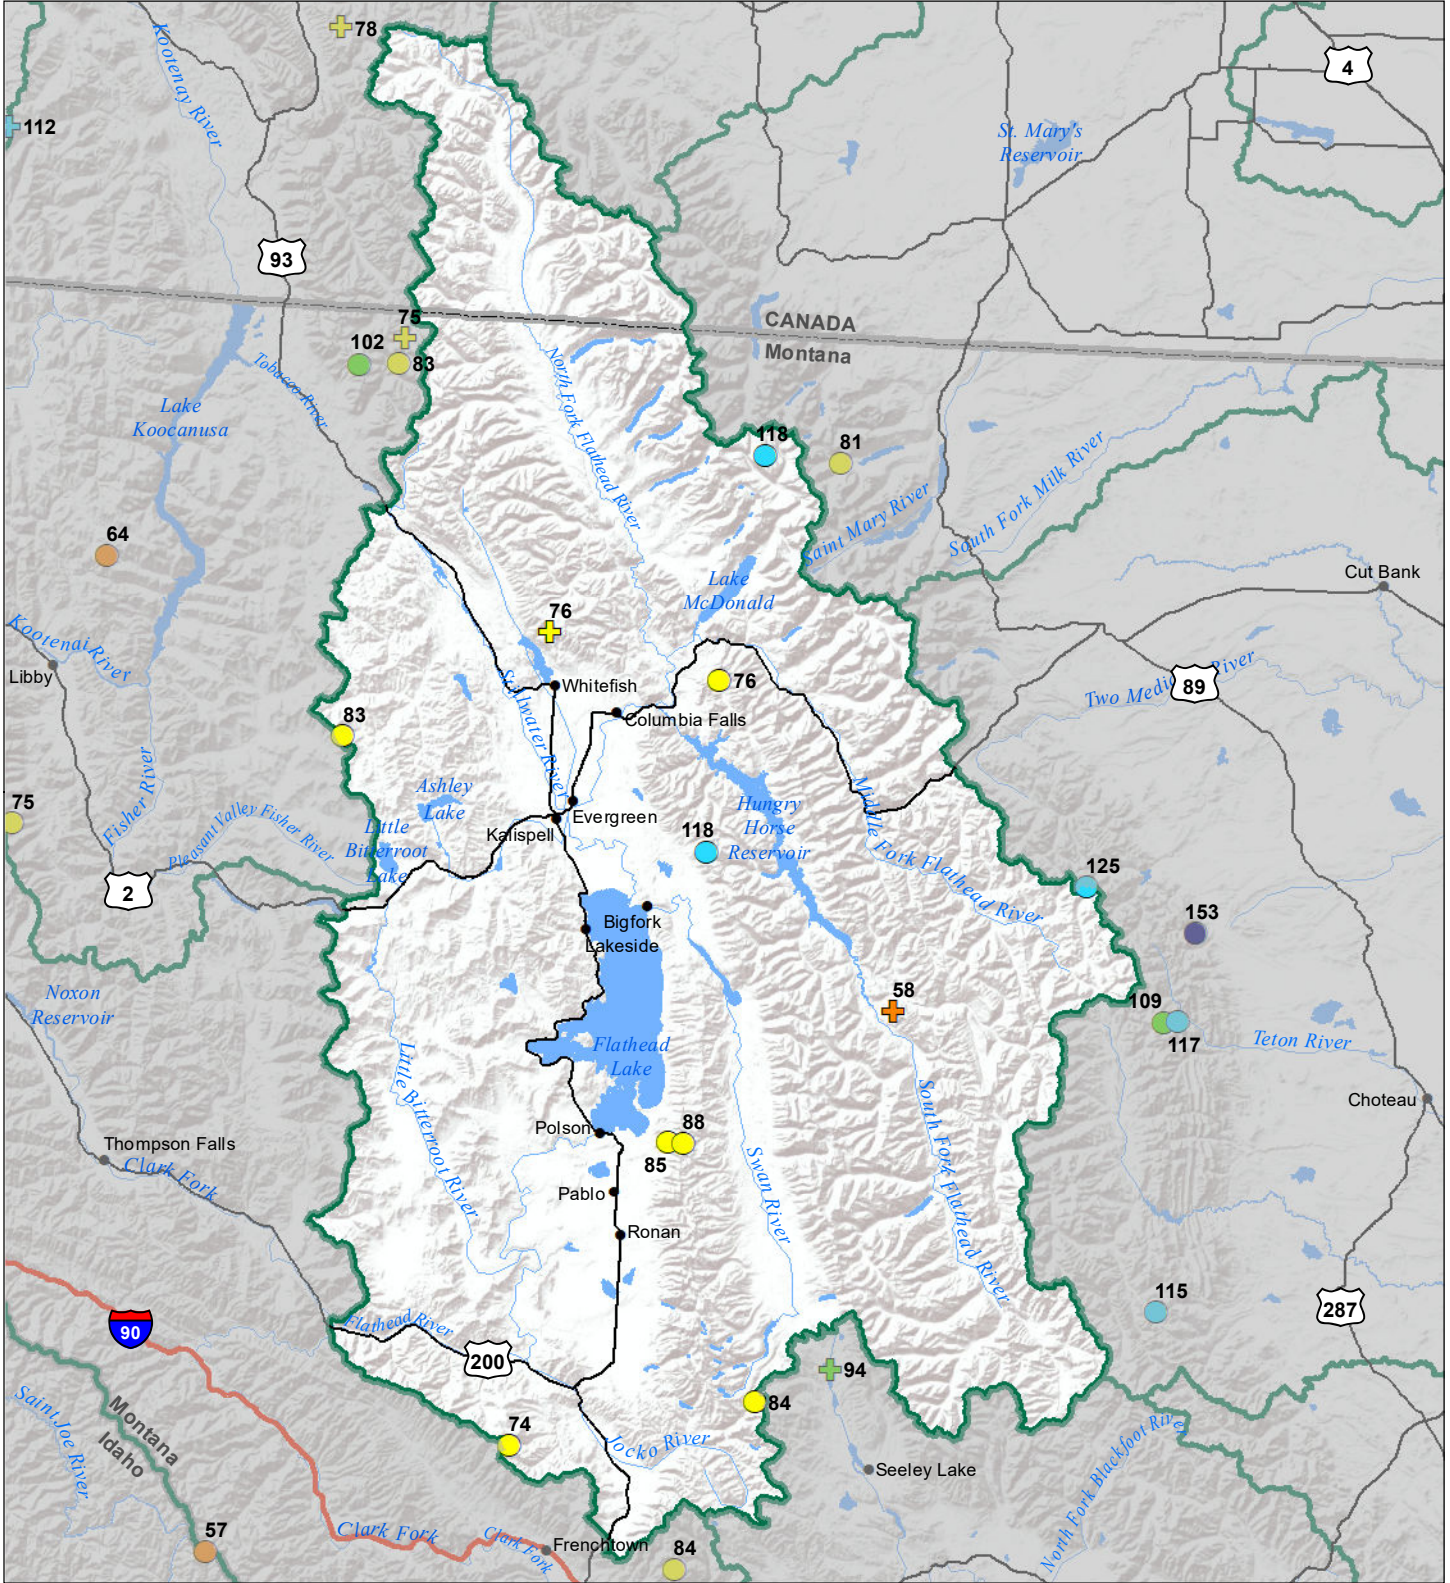 78
Kootenay River
4
112
St. Mary's
Reservoir
93
CANADA
Montana
75
102
83
Tobacco River
North Fork Flathead River
Lake
Koocanusa
118
81
Saint Mary River
South Fork Milk River
64
Cut Bank
Lake
McDonald
76
Kootenai River
Libby
Whitefish
76
Two Medic River
89
Stillwater River
Columbia Falls
83
Fisher River
Ashley
Lake
Hungry
Horse
Reservoir
Middle Fork Flathead River
75
Pleasant Valley Fisher River
Little
Bitterroot
Lake
Evergreen
Kalispell
118
2
125
153
Bigfork
Lakeside
Noxon
Reservoir
58
109
117
Teton River
Flathead
Lake
Little Bitterroot River
South Fork Flathead River
Choteau
Polson
88
85
Thompson Falls
Clark Fork
Swan River
Pablo
Ronan
115
287
90
Flathead River
200
94
84
Saint Joe River
Montana
Idaho
74
Jocko River
North Fork Blackfoot River
Seeley Lake
57
Clark Fork
Clark Fork
Frenchtown
84